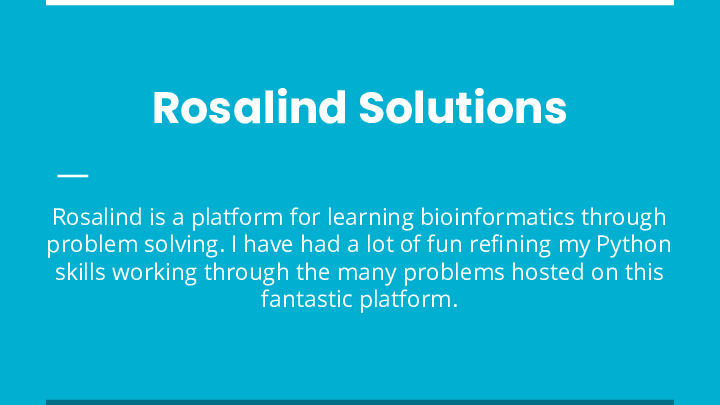 Rosalind Solutions
Rosalind is a platform for learning bioinformatics through
problem solving. I have had a lot of fun refining my Python
skills working through the many problems hosted on this
fantastic platform.